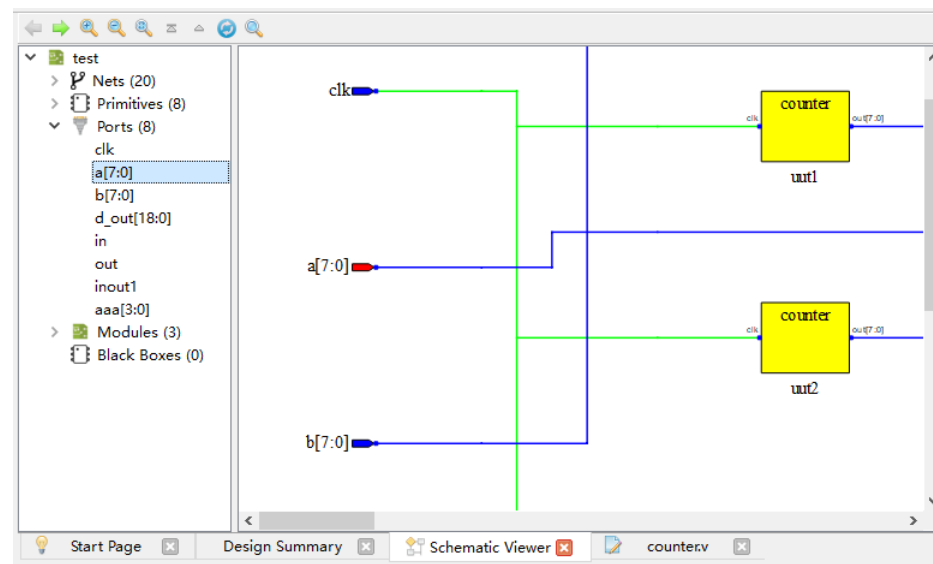 test
Nets (20)
Primitives (8)
Ports (8)
clk
a[7:0]
b[7:0]
d_out[18:0]
in
out
inout1
aaa[3:0]
Modules (3)
Black Boxes (0)
clk
counter
clk
out[7:0]
uut1
a[7:0]
counter
clk
out[7:0]
uut2
b[7:0]
Start Page
Design Summary
Schematic Viewer
counter.v